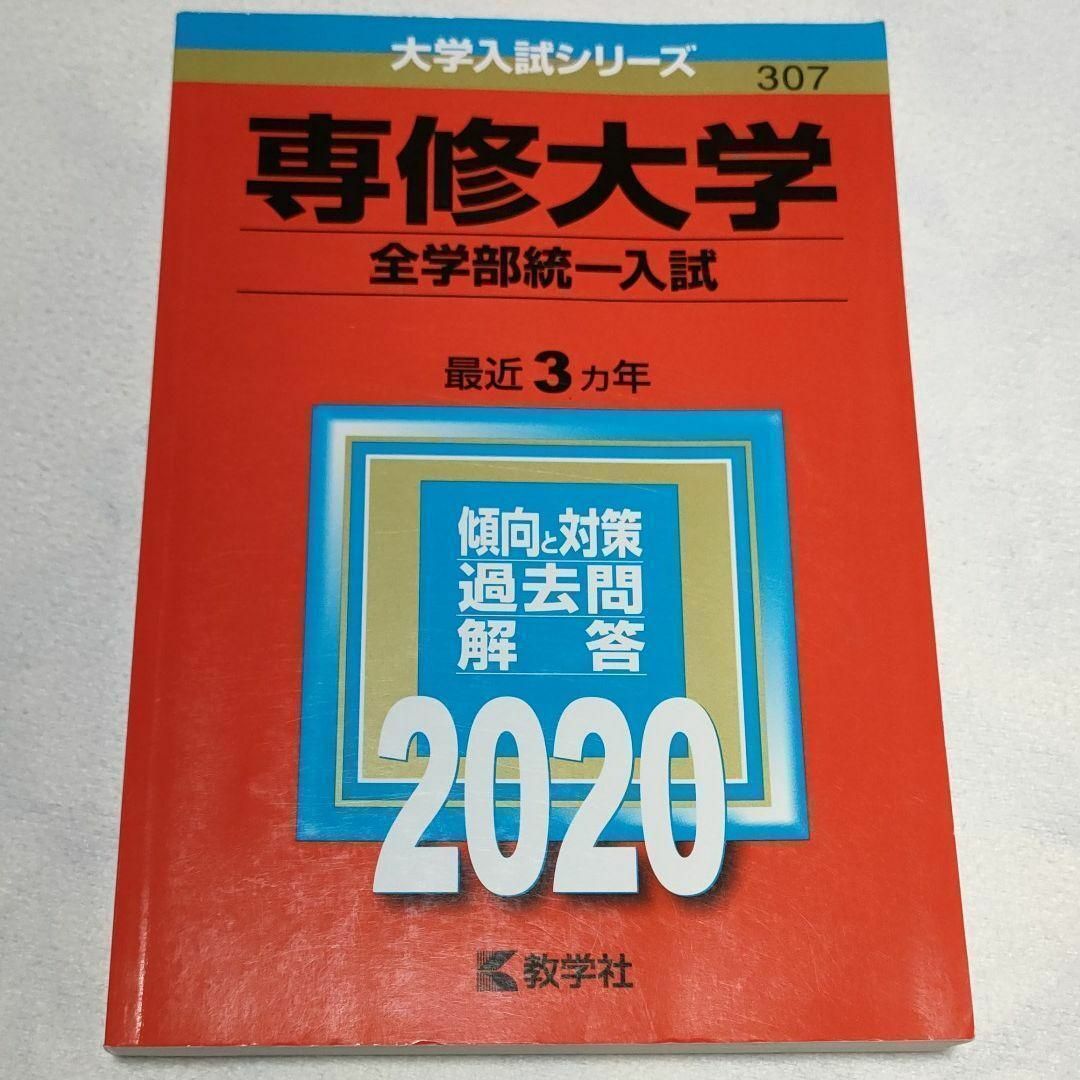 大学入試シリーズ
307
専修大学
全学部統一入試
最近3カ年
傾向と対策
過去問
解答
2020
教学社